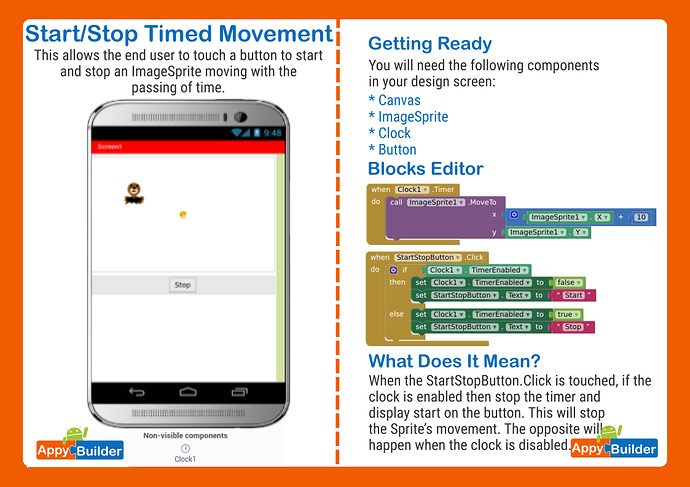 Start/Stop Timed Movement
This allows the end user to touch a button to start
and stop an ImageSprite moving with the
passing of time.
9:48
Screen1
Stop
Non-visible components
Clock1
AppyBuilder
Getting Ready
You will need the following components
in your design screen:
* Canvas
* ImageSprite
* Clock
* Button
Blocks Editor
when Clock1 .Timer
do call ImageSprite1 .MoveTo
x ImageSprite1 . X + 10
y ImageSprite1 . Y
when StartStopButton .Click
do if Clock1 . TimerEnabled
then set Clock1 . TimerEnabled to false
set StartStopButton . Text to " Start "
else set Clock1 . TimerEnabled to true
set StartStopButton . Text to " Stop "
What Does It Mean?
When the StartStopButton.Click is touched, if the
clock is enabled then stop the timer and
display start on the button. This will stop
the Sprite's movement. The opposite will
happen when the clock is disabled.
AppyBuilder